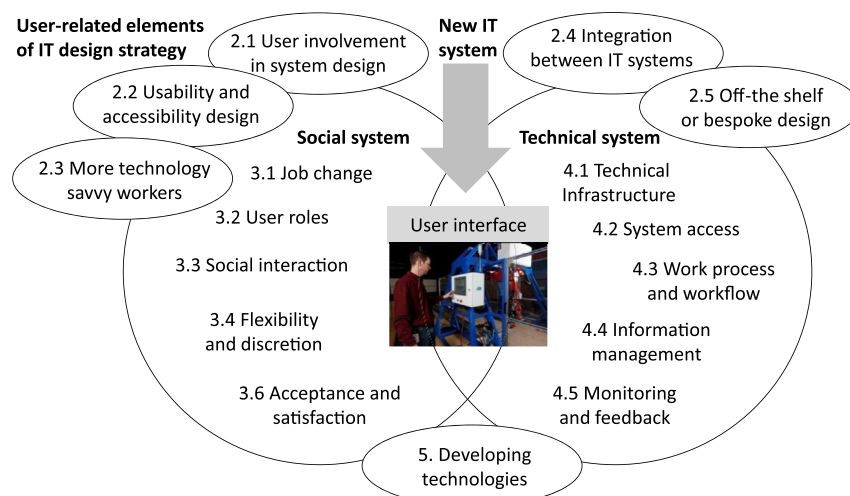 User-related elements
of IT design strategy
2.1 User involvement
in system design
New IT
system
2.4 Integration
between IT systems
2.2 Usability and
accessibility design
2.5 Off-the shelf
or bespoke design
2.3 More technology
savvy workers
Social system
3.1 Job change
3.2 User roles
3.3 Social interaction
3.4 Flexibility
and discretion
3.6 Acceptance and
satisfaction
User interface
Technical system
4.1 Technical
Infrastructure
4.2 System access
4.3 Work process
and workflow
4.4 Information
management
4.5 Monitoring
and feedback
5. Developing
technologies